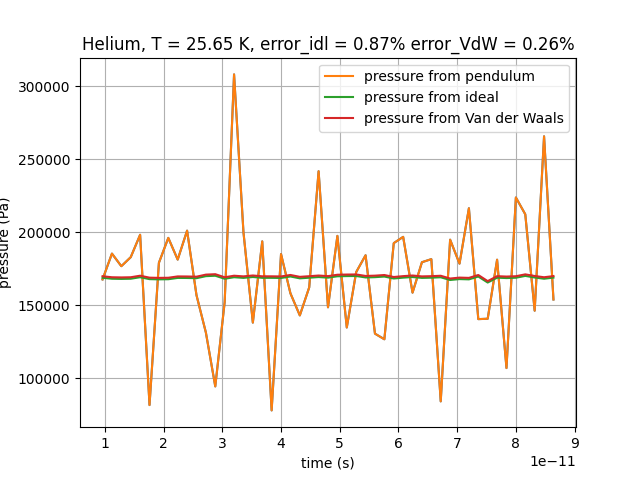 Helium, T = 25.65 K, error_idl = 0.87% error_VdW = 0.26%
pressure from pendulum
pressure from ideal
pressure from Van der Waals
300000
250000
200000
150000
100000
pressure (Pa)
1 2 3 4 5 6 7 8 9
1e−11
time (s)